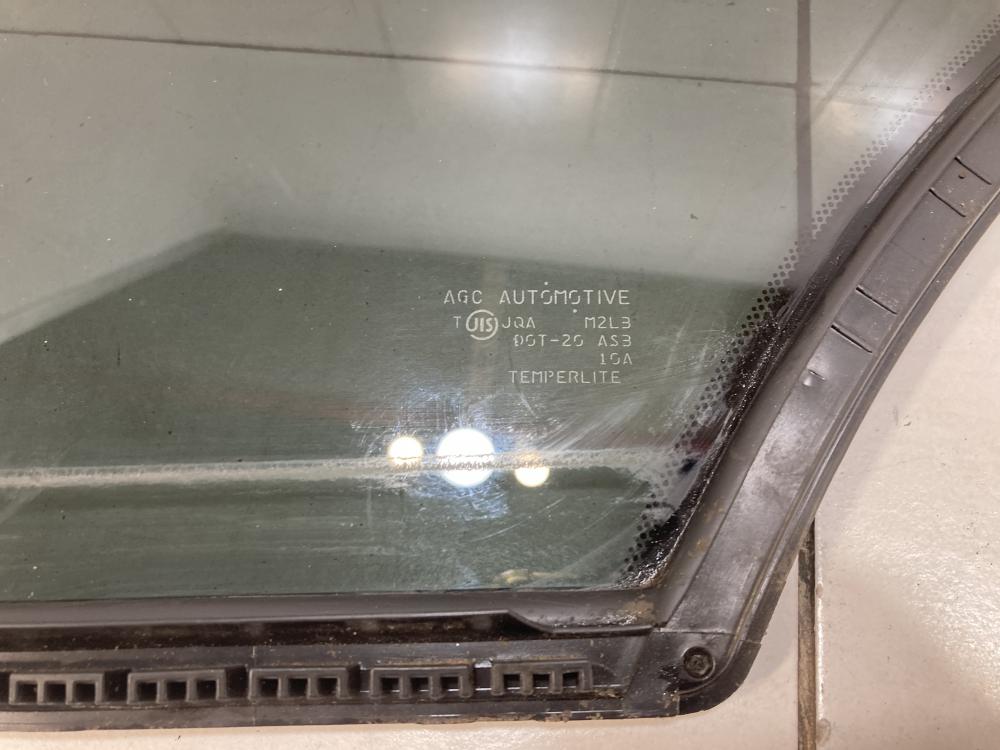 AGC AUTOMOTIVE
T JIS JQA M2L3
DOT-20 AS3
10A
TEMPERLITE